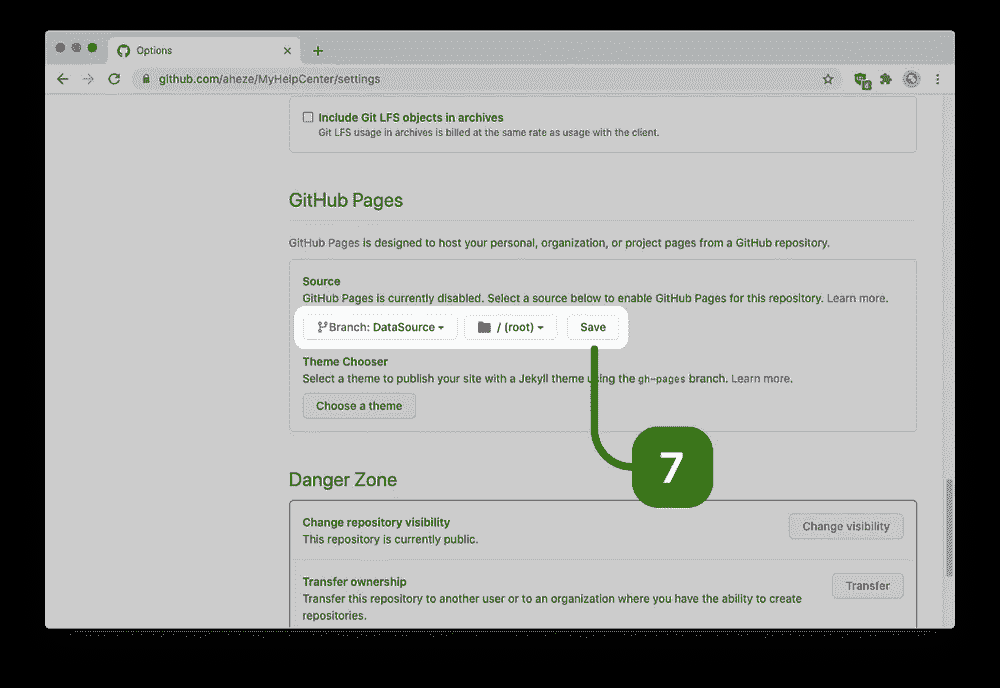 Options
github.com/aheze/MyHelpCenter/settings
Include Git LFS objects in archives
Git LFS usage in archives is billed at the same rate as usage with the client.
GitHub Pages
GitHub Pages is designed to host your personal, organization, or project pages from a GitHub repository.
Source
GitHub Pages is currently disabled. Select a source below to enable GitHub Pages for this repository. Learn more.
Branch: DataSource / (root) Save
Theme Chooser
Select a theme to publish your site with a Jekyll theme using the gh-pages branch. Learn more.
Choose a theme
7
Danger Zone
Change repository visibility
This repository is currently public.
Change visibility
Transfer ownership
Transfer this repository to another user or to an organization where you have the ability to create
repositories.
Transfer